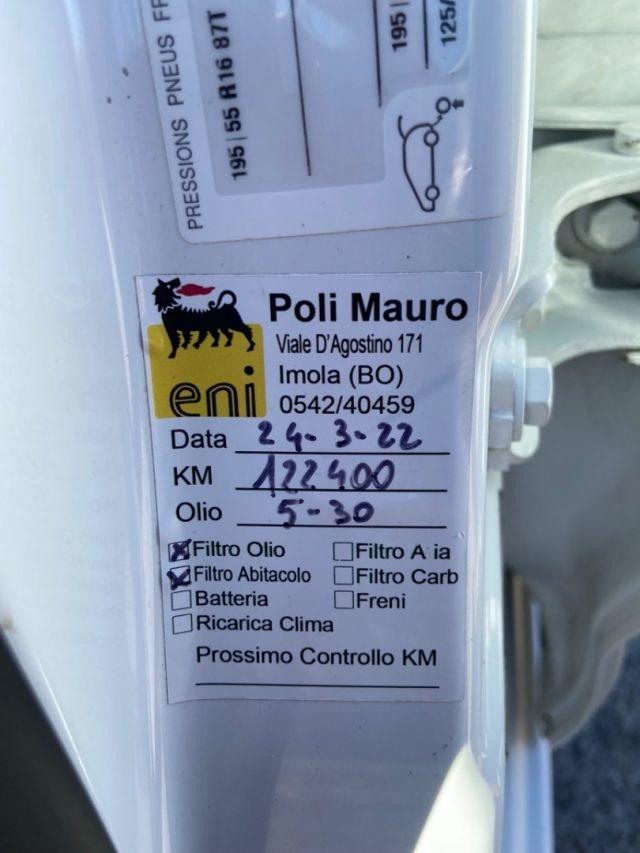 PRESSIONS PNEUS
195|55 R16 87T
195|
125/
Poli Mauro
Viale D'Agostino 171
Imola (BO)
0542/40459
eni
Data 24-3-22
KM 122400
Olio 5-30
Filtro Olio
Filtro A ia
Filtro Abitacolo
Filtro Carb
Batteria
Freni
Ricarica Clima
Prossimo Controllo KM